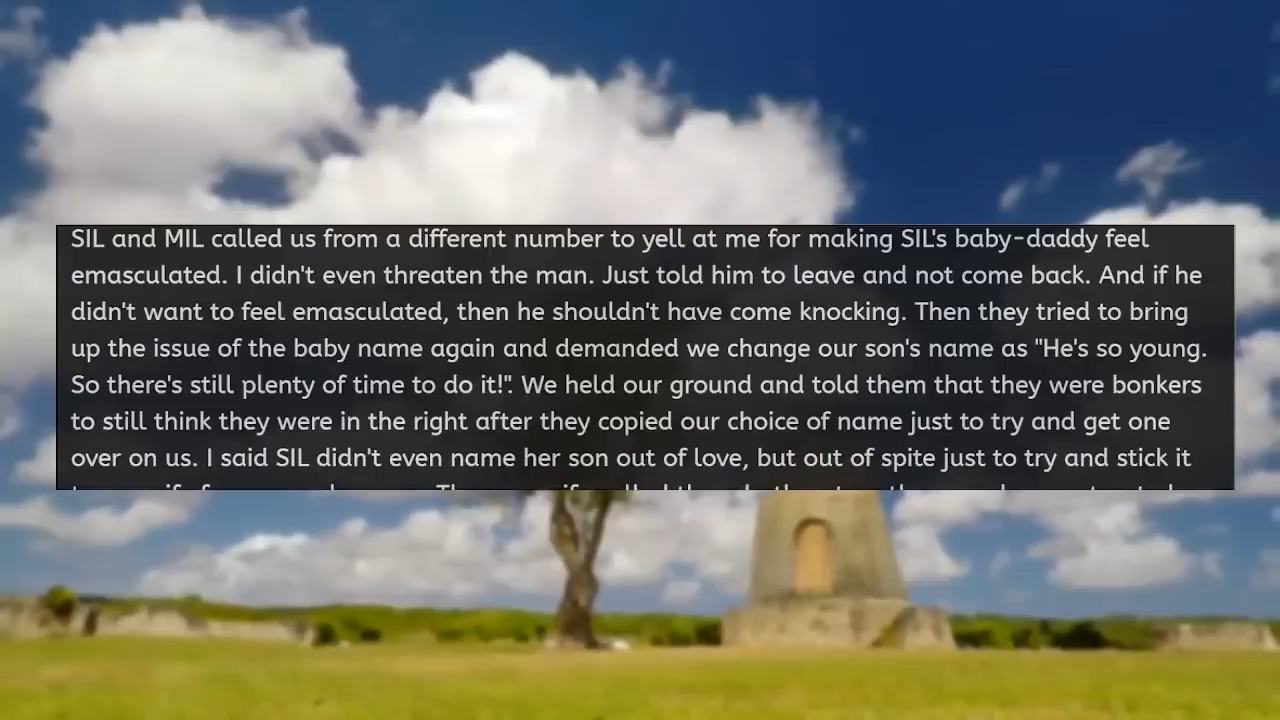 SIL and MIL called us from a different number to yell at me for making SIL's baby-daddy feel
emasculated. I didn't even threaten the man. Just told him to leave and not come back. And if he
didn't want to feel emasculated, then he shouldn't have come knocking. Then they tried to bring
up the issue of the baby name again and demanded we change our son's name as "He's so young.
So there's still plenty of time to do it!". We held our ground and told them that they were bonkers
to still think they were in the right after they copied our choice of name just to try and get one
over on us. I said SIL didn't even name her son out of love, but out of spite just to try and stick it